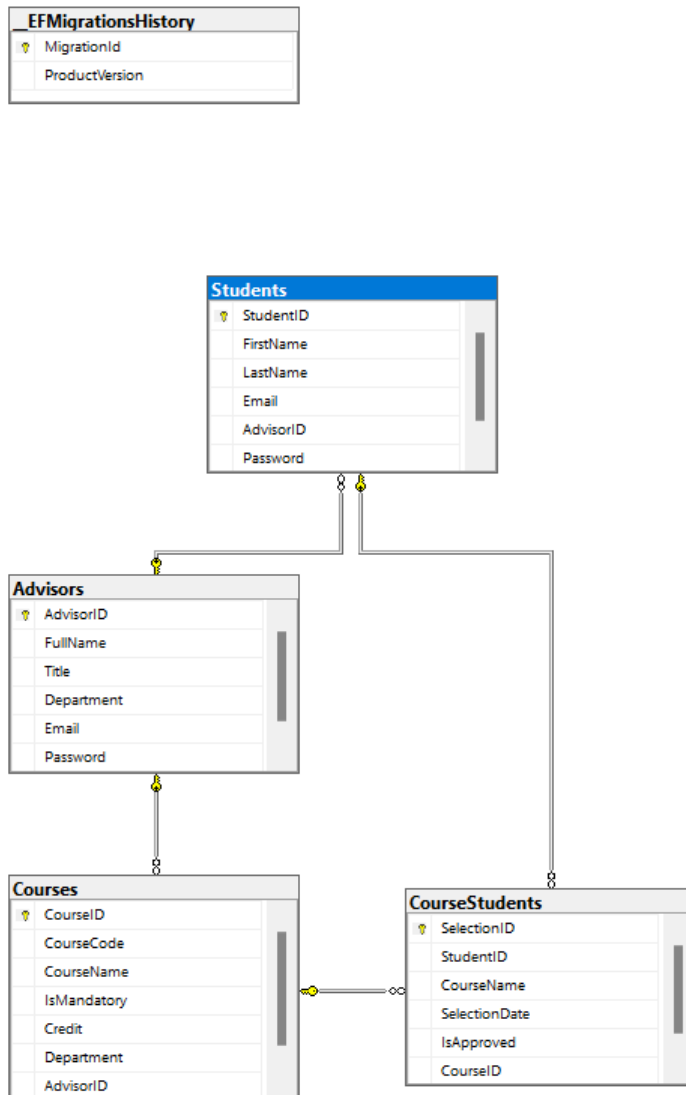 __EFMigrationsHistory
MigrationId
ProductVersion
Students
StudentID
FirstName
LastName
Email
AdvisorID
Password
Advisors
AdvisorID
FullName
Title
Department
Email
Password
Courses
CourseID
CourseCode
CourseName
IsMandatory
Credit
Department
AdvisorID
CourseStudents
SelectionID
StudentID
CourseName
SelectionDate
IsApproved
CourseID